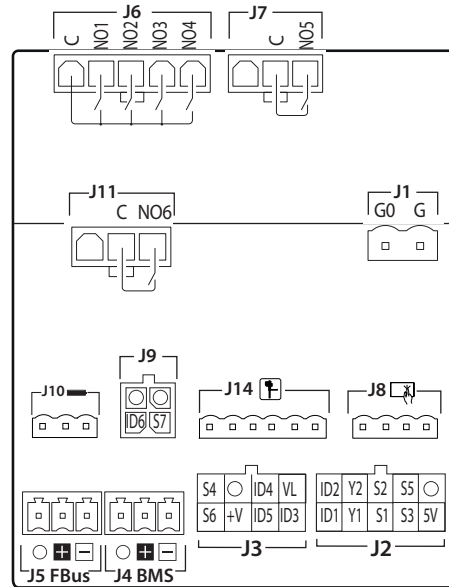 J6
J7
C NO1 NO2 NO3 NO4
C NO5
J11
J1
C NO6
G0 G
J9
J10
J14
J8
ID6 S7
S4 ID4 VL
S6 +V ID5 ID3
ID2 Y2 S2 S5
ID1 Y1 S1 S3 5V
J3
J2
+ − + −
J5 FBus J4 BMS